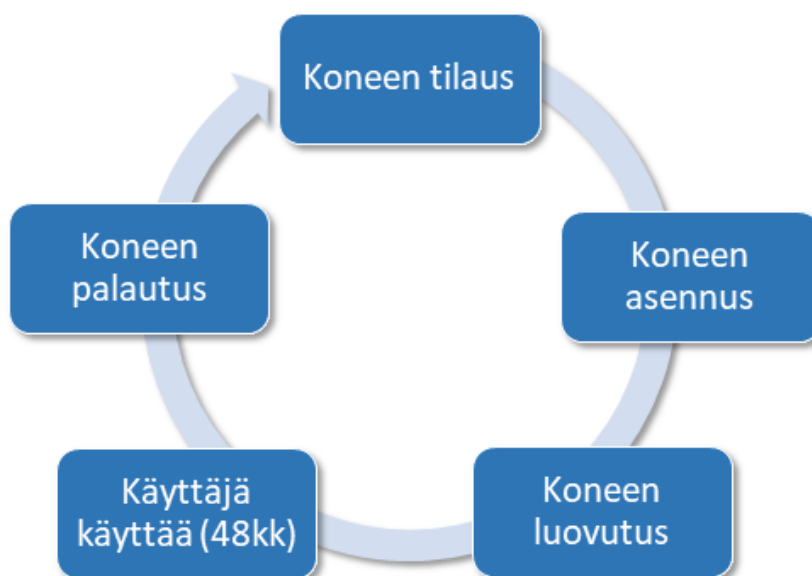 Koneen tilaus
Koneen
asennus
Koneen
luovutus
Käyttäjä
käyttää (48kk)
Koneen
palautus